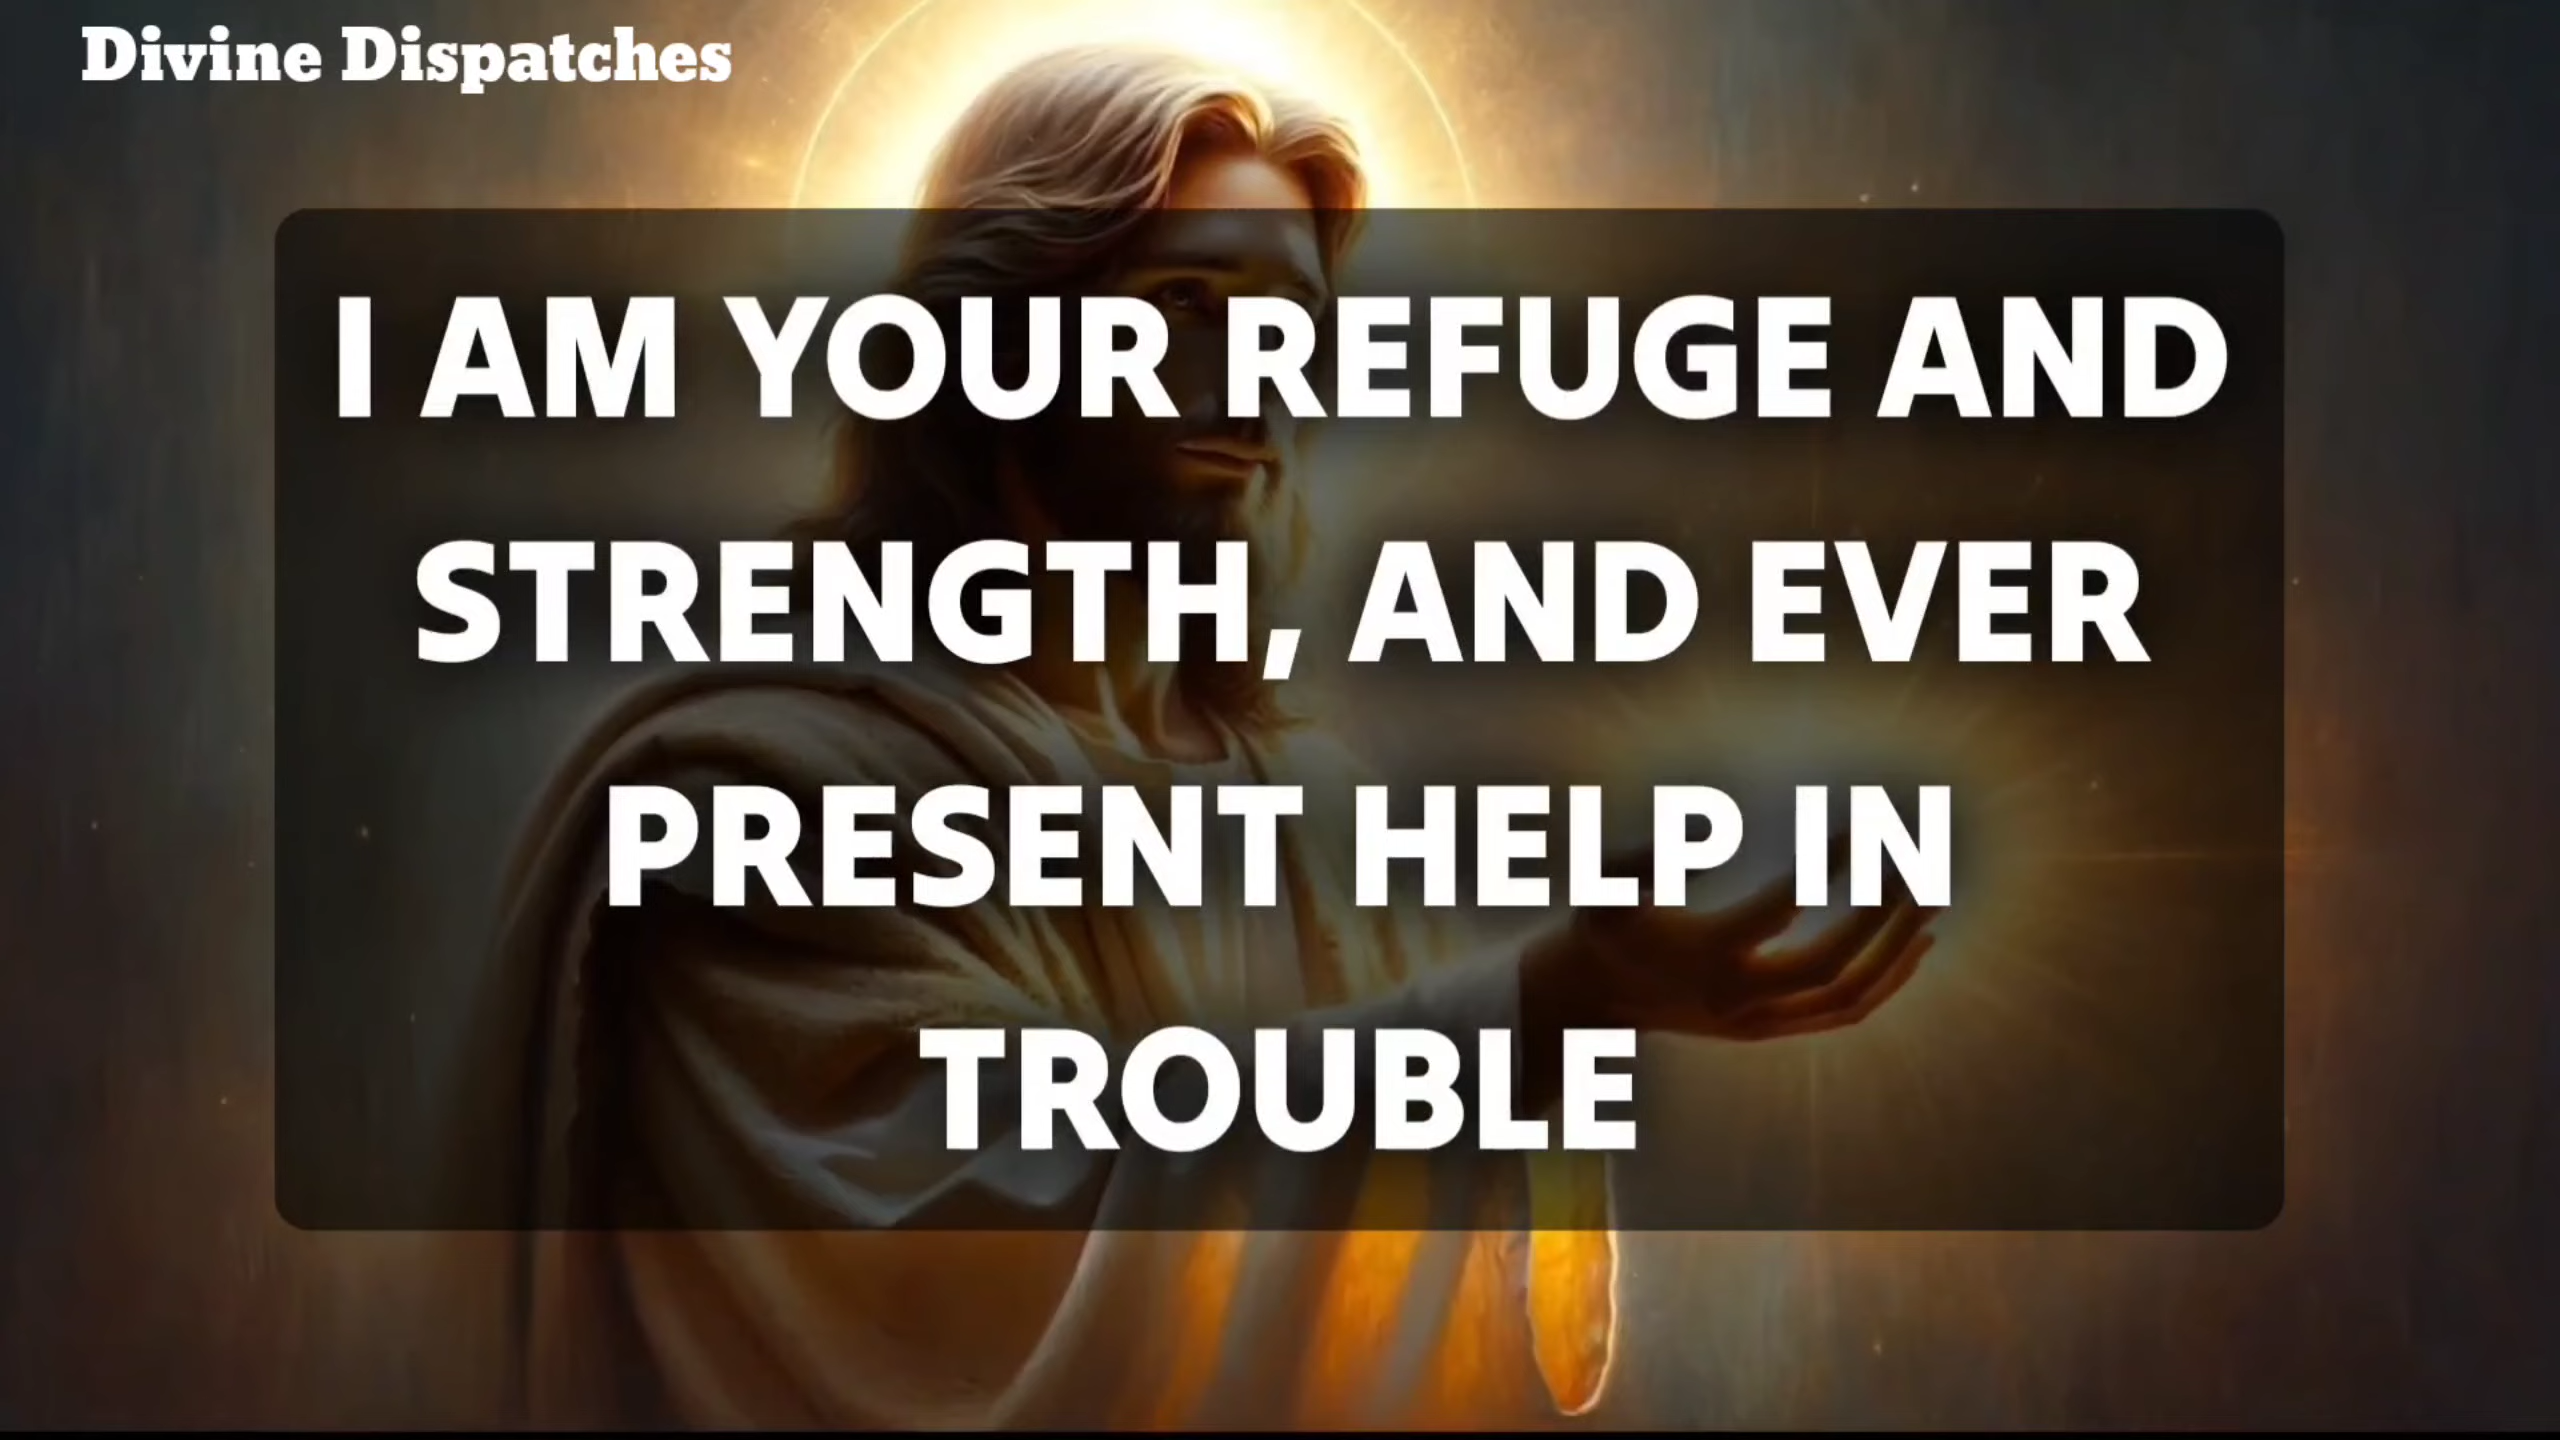 Divine Dispatches
I AM YOUR REFUGE AND
STRENGTH, AND EVER
PRESENT HELP IN
TROUBLE